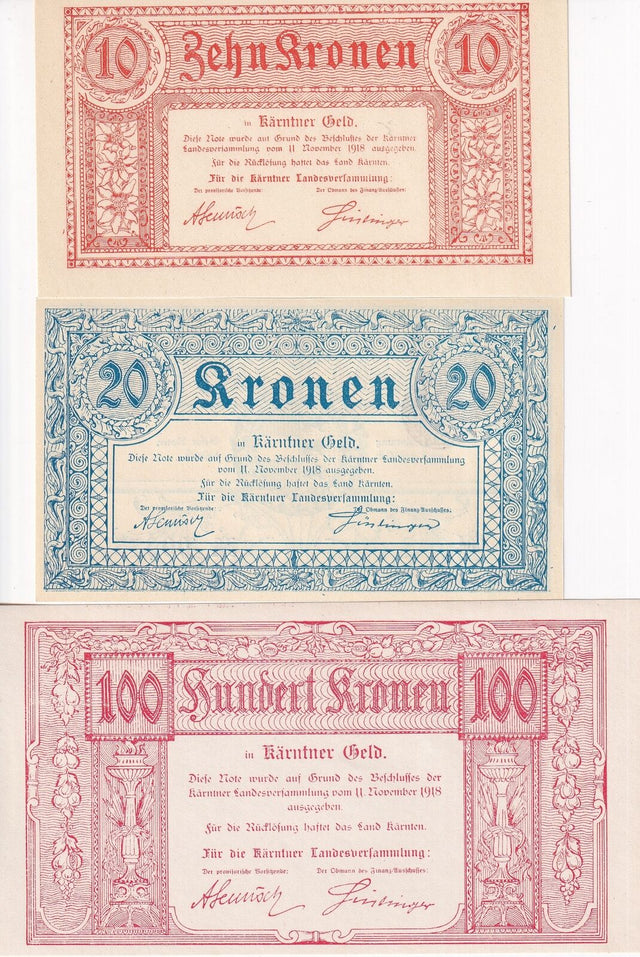 10 Zehn Kronen 10
in Kärntner Geld.
Diese Note wurde auf Grund des Beschlusses der Kärntner
Landesversammlung vom 11 November 1918 ausgegeben.
Für die Rücklösung haftet das Land Kärnten.
Für die Kärntner Landesversammlung:
Der provisorische Vorsitzende: Der Obmann des Finanz-Ausschusses:
20 Kronen 20
in Kärntner Geld.
Diese Note wurde auf Grund des Beschlusses der Kärntner Landesversammlung
vom 11. November 1918 ausgegeben.
Für die Rücklösung haftet das Land Kärnten.
Für die Kärntner Landesversammlung:
Der provisorische Vorsitzende: Der Obmann des Finanz-Ausschusses:
100 Hundert Kronen 100
in Kärntner Geld.
Diese Note wurde auf Grund des Beschlusses der
Kärntner Landesversammlung vom 11. November 1918
ausgegeben.
Für die Rücklösung haftet das Land Kärnten.
Für die Kärntner Landesversammlung:
Der provisorische Vorsitzende: Der Obmann des Finanz-Ausschusses: